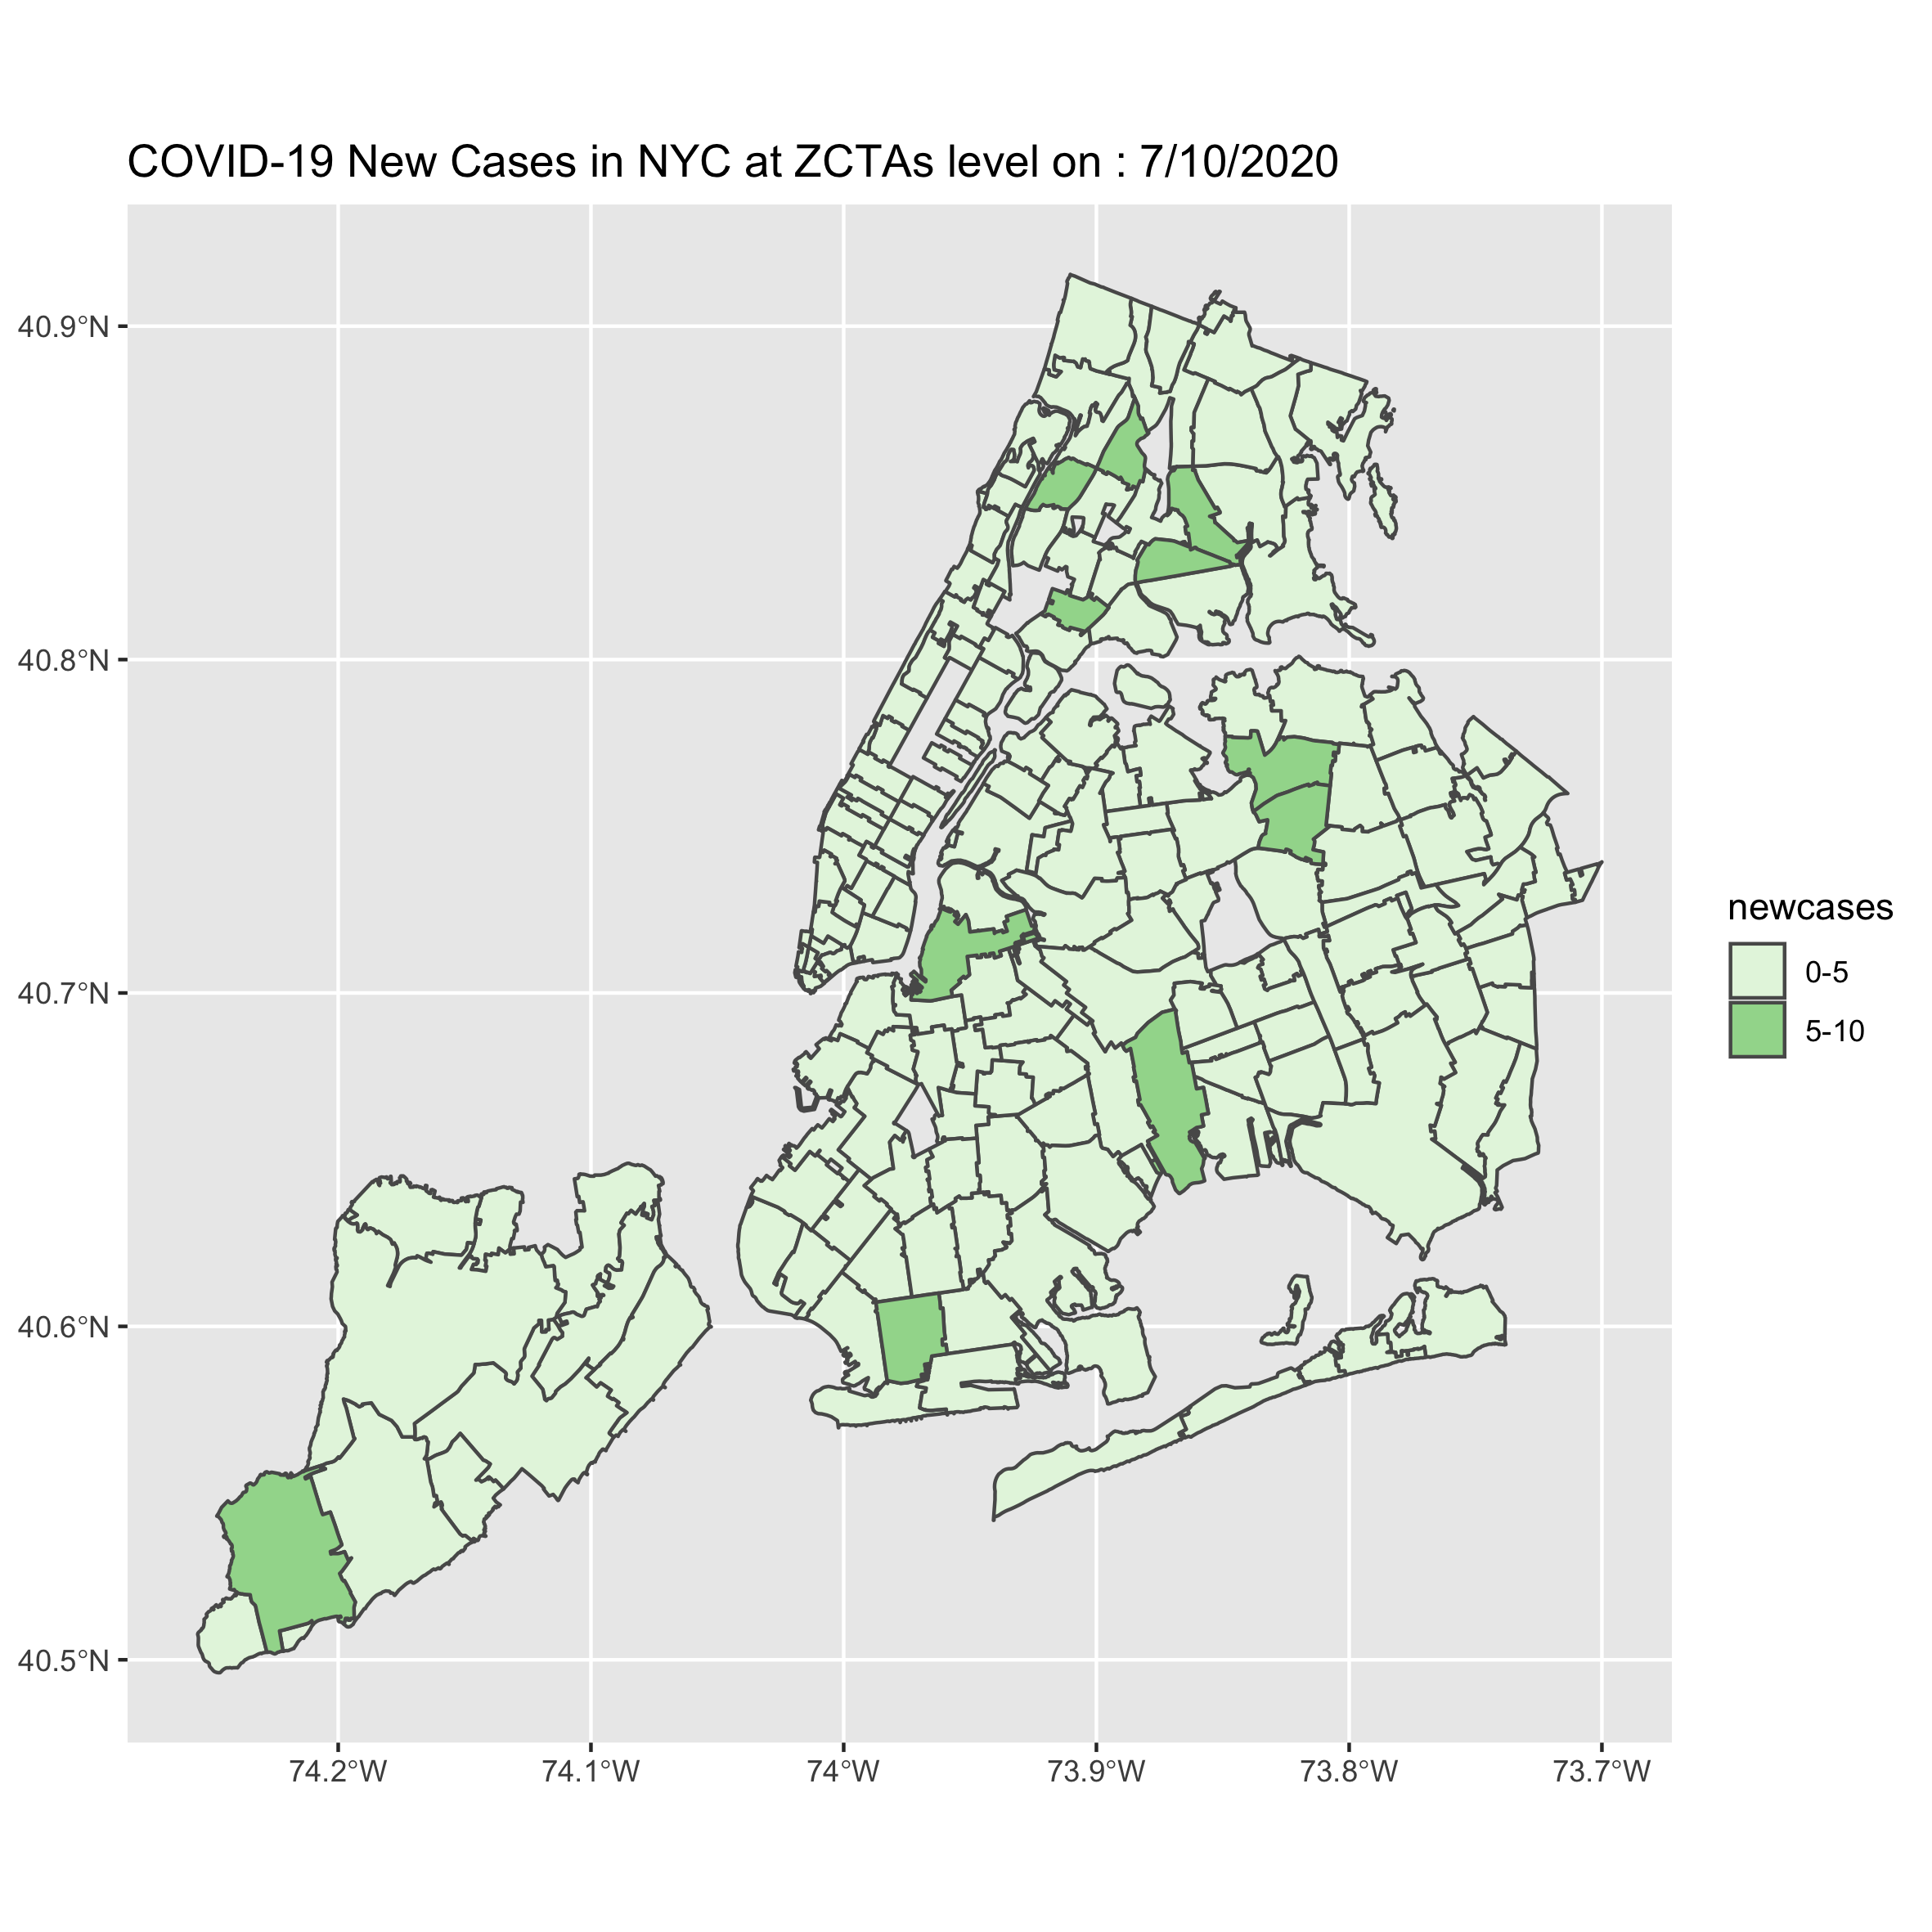 COVID-19 New Cases in NYC at ZCTAs level on : 7/10/2020
40.9°N
40.8°N
40.7°N
40.6°N
40.5°N
74.2°W
74.1°W
74°W
73.9°W
73.8°W
73.7°W
newcases
0-5
5-10